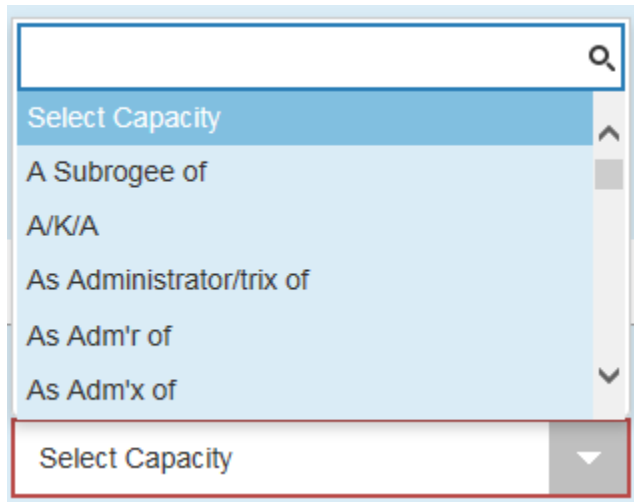 Select Capacity
A Subrogee of
A/K/A
As Administrator/trix of
As Adm'r of
As Adm'x of
Select Capacity